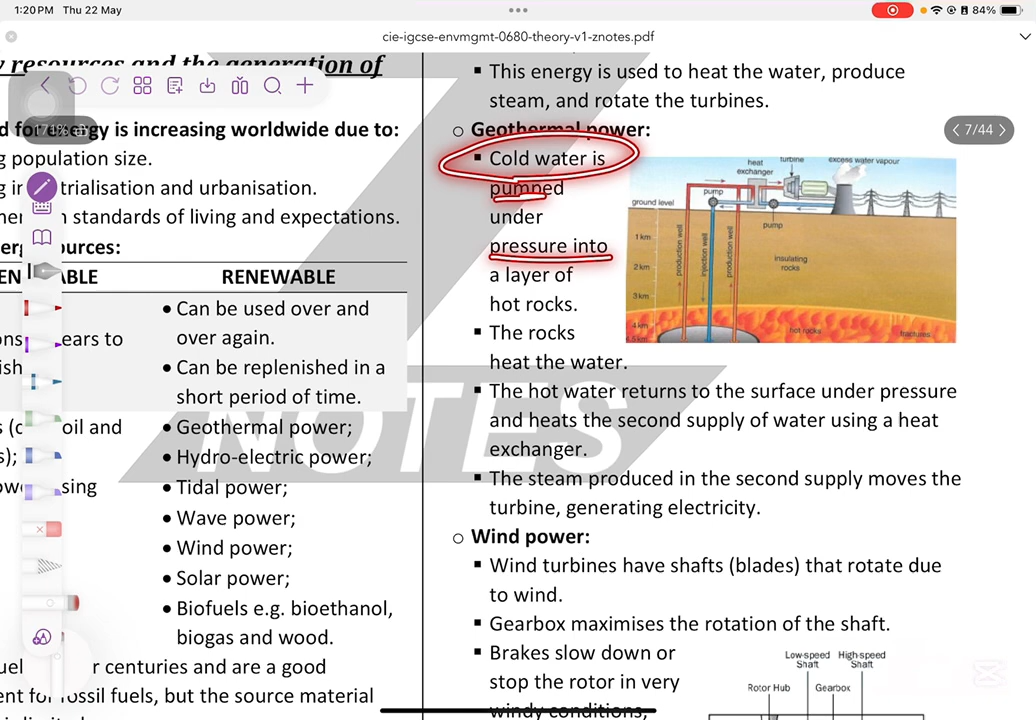 1:20 PM Thu 22 May
84%
cie-igcse-envmgmt-0680-theory-v1-znotes.pdf
resources and the generation of
171%
7/44
for energy is increasing worldwide due to:
population size.
trialisation and urbanisation.
standards of living and expectations.
RENEWABLE
ears to
• Can be used over and
over again.
• Can be replenished in a
short period of time.
oil and
• Geothermal power;
• Hydro-electric power;
sing
• Tidal power;
• Wave power;
• Wind power;
• Solar power;
• Biofuels e.g. bioethanol,
biogas and wood.
r centuries and are a good
fossil fuels, but the source material
▪ This energy is used to heat the water, produce
steam, and rotate the turbines.
o Geothermal power:
▪ Cold water is
pumped
under
pressure into
a layer of
hot rocks.
▪ The rocks
heat the water.
▪ The hot water returns to the surface under pressure
and heats the second supply of water using a heat
exchanger.
▪ The steam produced in the second supply moves the
turbine, generating electricity.
o Wind power:
▪ Wind turbines have shafts (blades) that rotate due
to wind.
▪ Gearbox maximises the rotation of the shaft.
▪ Brakes slow down or
stop the rotor in very
windy conditions,
heat
exchanger
turbine
excess water vapour
pump
ground level
pump
1 km
2 km
3 km
4 km
production well
injection well
production well
insulating
rocks
hot rocks
fractures
Low-speed
Shaft
High-speed
Shaft
Rotor Hub
Gearbox
NOTES